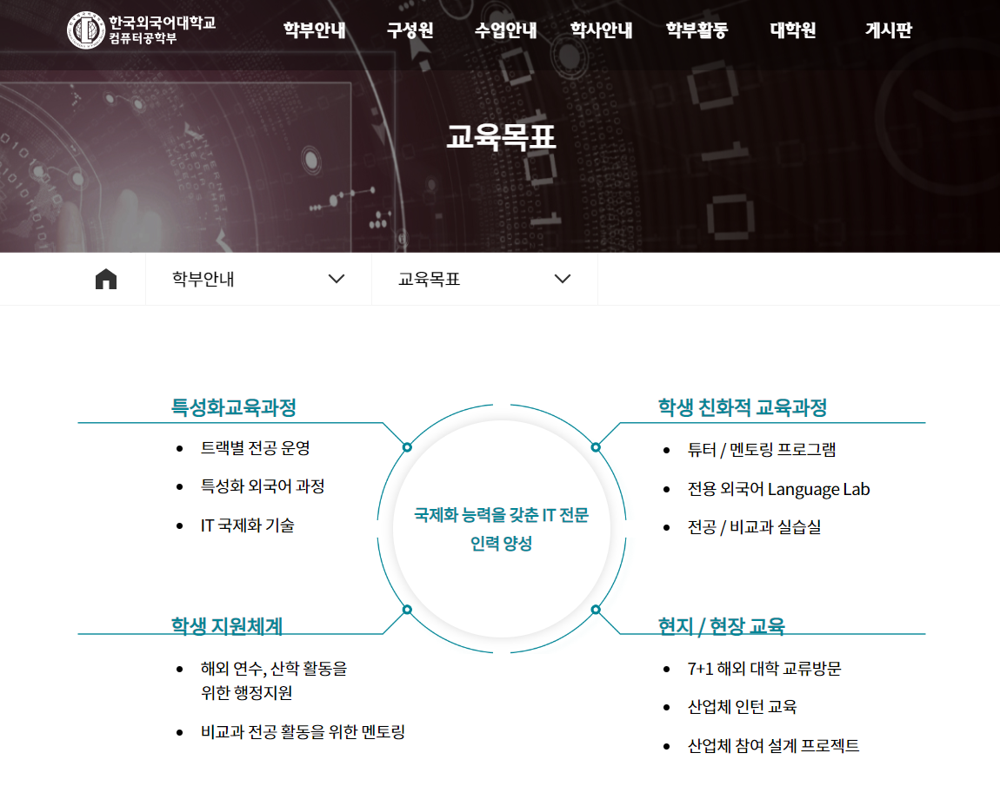 한국외국어대학교
컴퓨터공학부
학부안내
구성원
수업안내
학사안내
학부활동
대학원
게시판
교육목표
학부안내
교육목표
특성화교육과정
트랙별 전공 운영
특성화 외국어 과정
IT 국제화 기술
학생 친화적 교육과정
튜터 / 멘토링 프로그램
전용 외국어 Language Lab
전공 / 비교과 실습실
국제화 능력을 갖춘 IT 전문
인력 양성
학생 지원체계
해외 연수, 산학 활동을
위한 행정지원
비교과 전공 활동을 위한 멘토링
현지 / 현장 교육
7+1 해외 대학 교류방문
산업체 인턴 교육
산업체 참여 설계 프로젝트